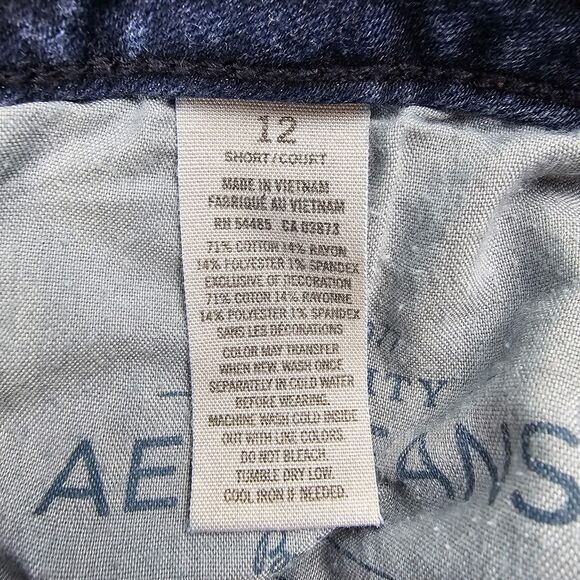 12
SHORT/COURT
MADE IN VIETNAM
FABRIQUÉ AU VIETNAM
RN 54485 CA 03873
71% COTTON 14% RAYON
14% POLYESTER 1% SPANDEX
EXCLUSIVE OF DECORATION
71% COTON 14% RAYONNE
14% POLYESTER 1% SPANDEX
SANS LES DÉCORATIONS
COLOR MAY TRANSFER
WHEN NEW. WASH ONCE
SEPARATELY IN COLD WATER
BEFORE WEARING.
MACHINE WASH COLD INSIDE
OUT WITH LIKE COLORS.
DO NOT BLEACH.
TUMBLE DRY LOW.
COOL IRON IF NEEDED.
ITY
AE EANS